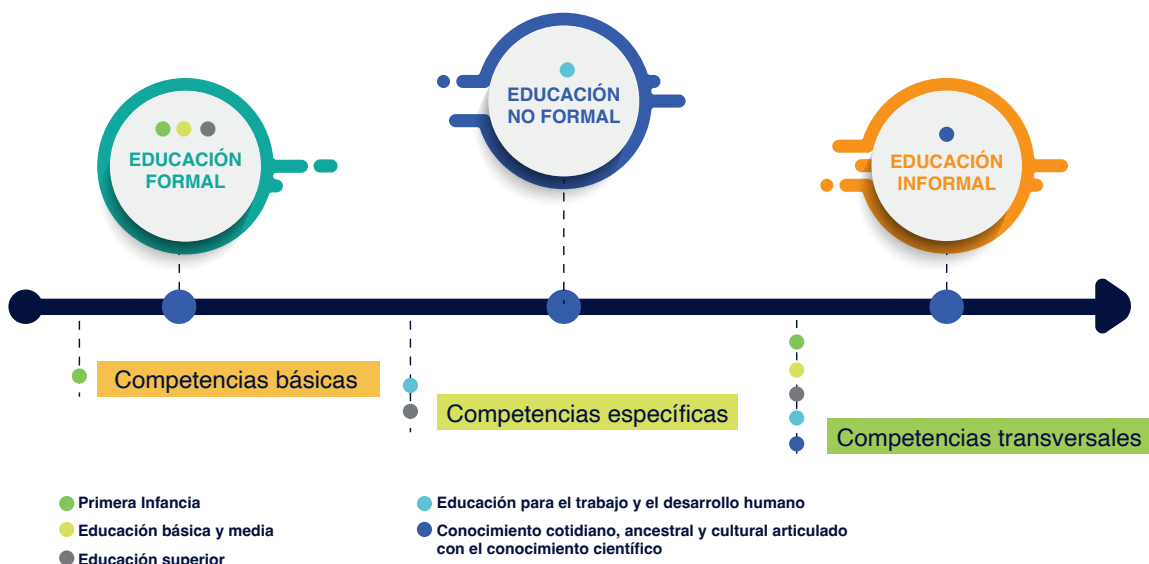 EDUCACIÓN
FORMAL
EDUCACIÓN
NO FORMAL
EDUCACIÓN
INFORMAL
Competencias básicas
Competencias específicas
Competencias transversales
Primera Infancia
Educación básica y media
Educación superior
Educación para el trabajo y el desarrollo humano
Conocimiento cotidiano, ancestral y cultural articulado
con el conocimiento científico